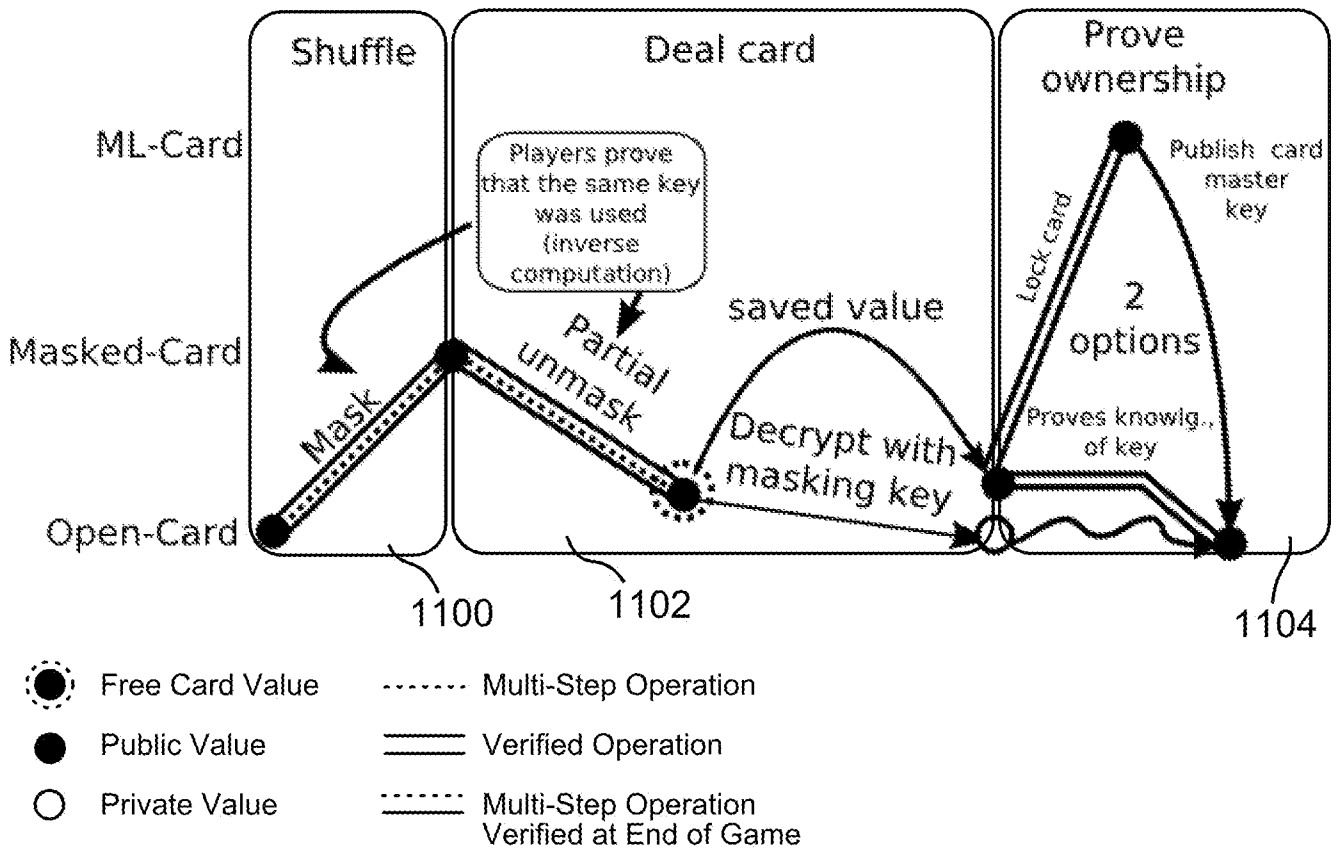 Shuffle
Deal card
Prove
ownership
ML-Card
Players prove
that the same key
was used
(inverse
computation)
Publish card
master
key
Lock card
2
options
saved value
Masked-Card
Partial
unmask
Mask
Decrypt with
masking key
Proves knowlg.,
of key
Open-Card
1100
1102
1104
Free Card Value
Multi-Step Operation
Public Value
Verified Operation
Private Value
Multi-Step Operation
Verified at End of Game